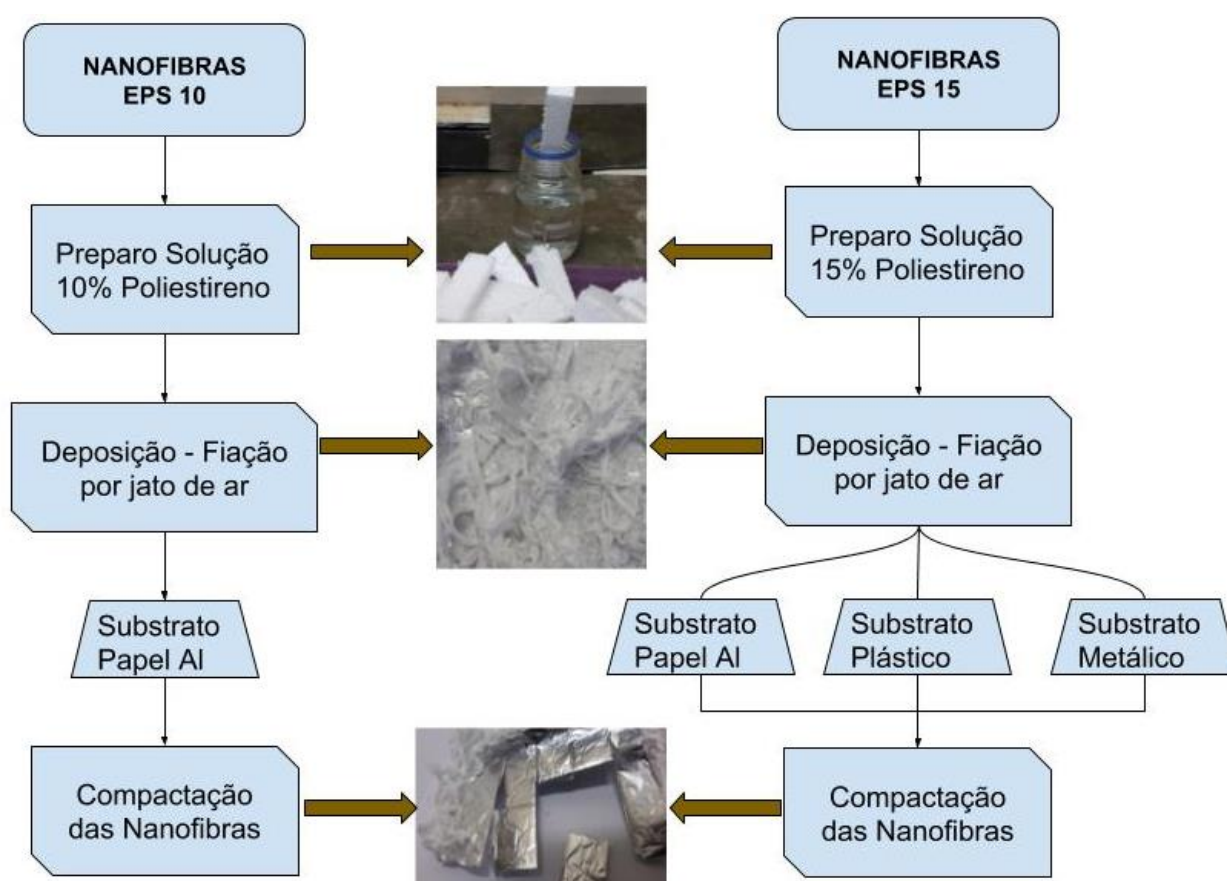 NANOFIBRAS
EPS 10
Preparo Solução
10% Poliestireno
Deposição - Fiação
por jato de ar
Substrato
Papel Al
Compactação
das Nanofibras
NANOFIBRAS
EPS 15
Preparo Solução
15% Poliestireno
Deposição - Fiação
por jato de ar
Substrato
Papel Al
Substrato
Plástico
Substrato
Metálico
Compactação
das Nanofibras